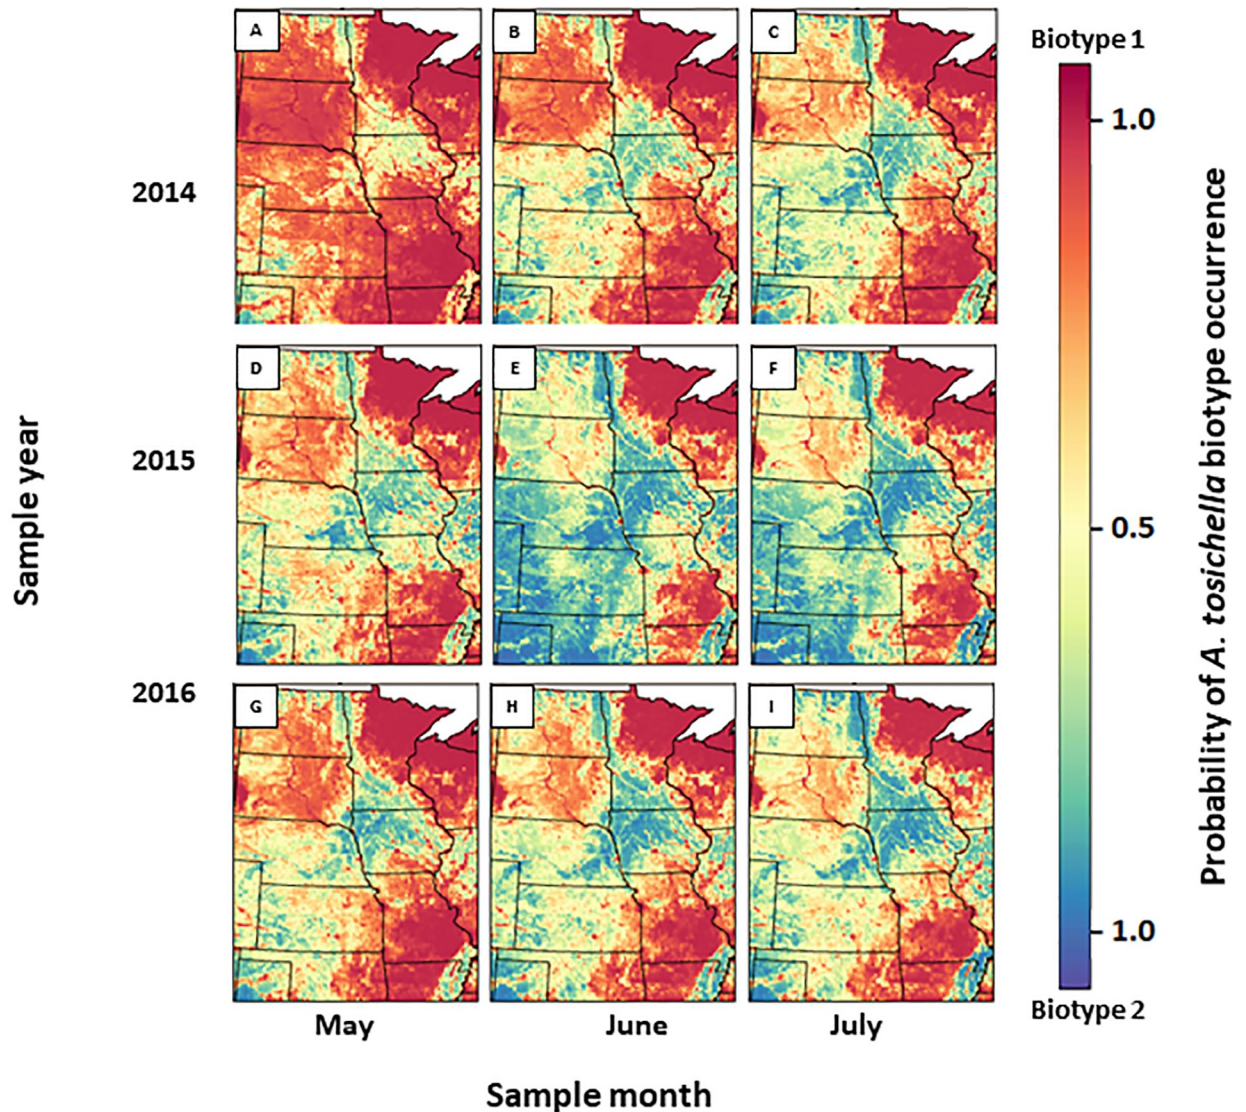 A
B
C
Biotype 1
1.0
2014
D
E
F
2015
0.5
Sample year
Probability of A. tosichella biotype occurrence
2016
G
H
I
1.0
Biotype 2
May
June
July
Sample month